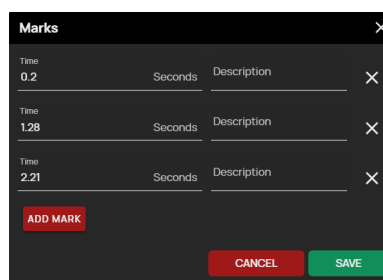 Marks
Time
0.2 Seconds Description
Time
1.28 Seconds Description
Time
2.21 Seconds Description
ADD MARK
CANCEL SAVE